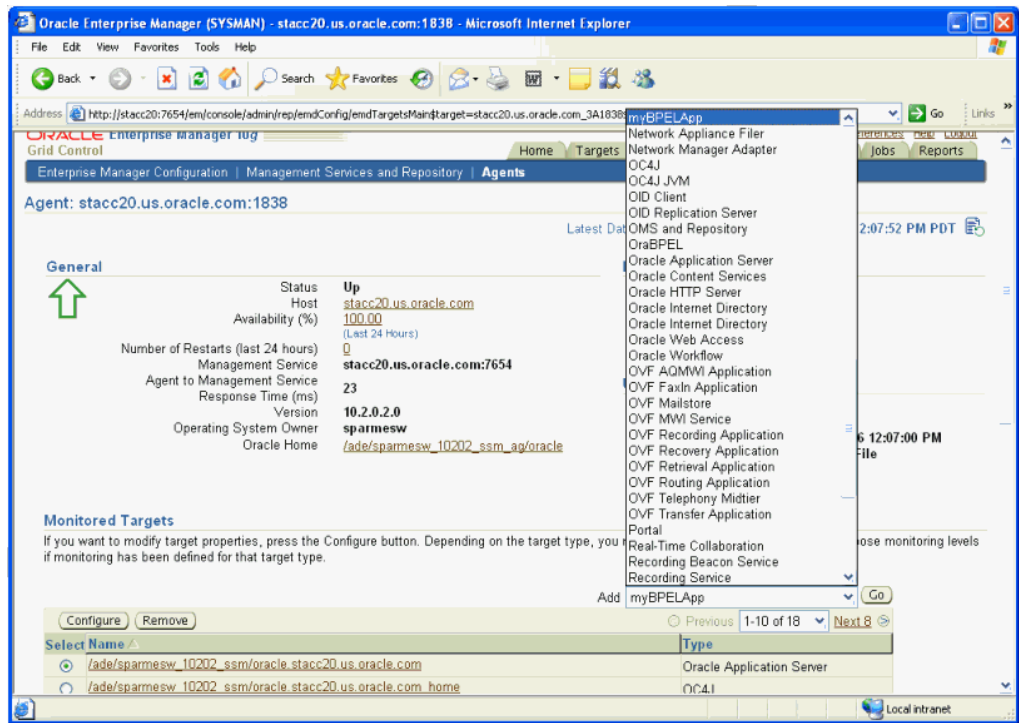 Oracle Enterprise Manager (SYSMAN) - stacc20.us.oracle.com:1838 - Microsoft Internet Explorer
File Edit View Favorites Tools Help
Back Search Favorites
Address http://stacc20:7654/em/console/admin/rep/emdConfig/emdTargetsMain$target=stacc20.us.oracle.com_3A1838 Go Links
ORACLE Enterprise Manager 10g
Grid Control Home Targets Jobs Reports
Preferences Help Logout
Enterprise Manager Configuration | Management Services and Repository | Agents
Agent: stacc20.us.oracle.com:1838
Latest Dat 2:07:52 PM PDT
General
Status Up
Host stacc20.us.oracle.com
Availability (%) 100.00
(Last 24 Hours)
Number of Restarts (last 24 hours) 0
Management Service stacc20.us.oracle.com:7654
Agent to Management Service
Response Time (ms) 23
Version 10.2.0.2.0
Operating System Owner sparmesw
Oracle Home /ade/sparmesw_10202_ssm_ag/oracle
6 12:07:00 PM
File
myBPELApp
Network Appliance Filer
Network Manager Adapter
OC4J
OC4J JVM
OID Client
OID Replication Server
OMS and Repository
OraBPEL
Oracle Application Server
Oracle Content Services
Oracle HTTP Server
Oracle Internet Directory
Oracle Internet Directory
Oracle Web Access
Oracle Workflow
OVF AQMWI Application
OVF FaxIn Application
OVF Mailstore
OVF MWI Service
OVF Recording Application
OVF Recovery Application
OVF Retrieval Application
OVF Routing Application
OVF Telephony Midtier
OVF Transfer Application
Portal
Real-Time Collaboration
Recording Beacon Service
Recording Service
Monitored Targets
If you want to modify target properties, press the Configure button. Depending on the target type, you ose monitoring levels
if monitoring has been defined for that target type.
Add myBPELApp Go
Configure Remove Previous 1-10 of 18 Next 8
Select Name Type
/ade/sparmesw_10202_ssm/oracle.stacc20.us.oracle.com Oracle Application Server
/ade/sparmesw_10202_ssm/oracle.stacc20.us.oracle.com_home OC4J
Local intranet